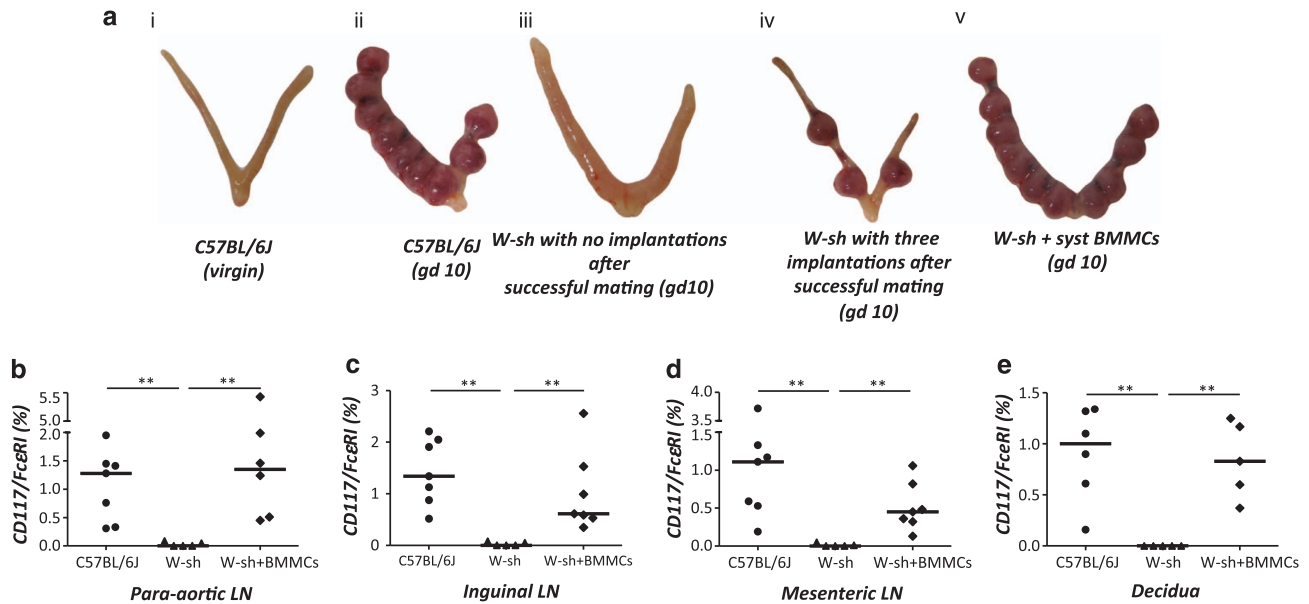 a
i
ii
iii
iv
v
C57BL/6J
(virgin)
C57BL/6J
(gd 10)
W-sh with no implantations
after
successful mating (gd10)
W-sh with three
implantations after
successful mating
(gd 10)
W-sh + syst BMMCs
(gd 10)
b
CD117/FcεRI (%)
5.5
5.0
2.0
1.5
1.0
0.5
0.0
**
**
C57BL/6J
W-sh
W-sh+BMMCs
Para-aortic LN
c
CD117/FcεRI (%)
3
2
1
0
**
**
C57BL/6J
W-sh
W-sh+BMMCs
Inguinal LN
d
CD117/FcεRI (%)
4.0
3.5
1.5
1.0
0.5
0.0
**
**
C57BL/6J
W-sh
W-sh+BMMCs
Mesenteric LN
e
CD117/FceRI (%)
1.5
1.0
0.5
0.0
**
**
C57BL/6J
W-sh
W-sh+BMMCs
Decidua